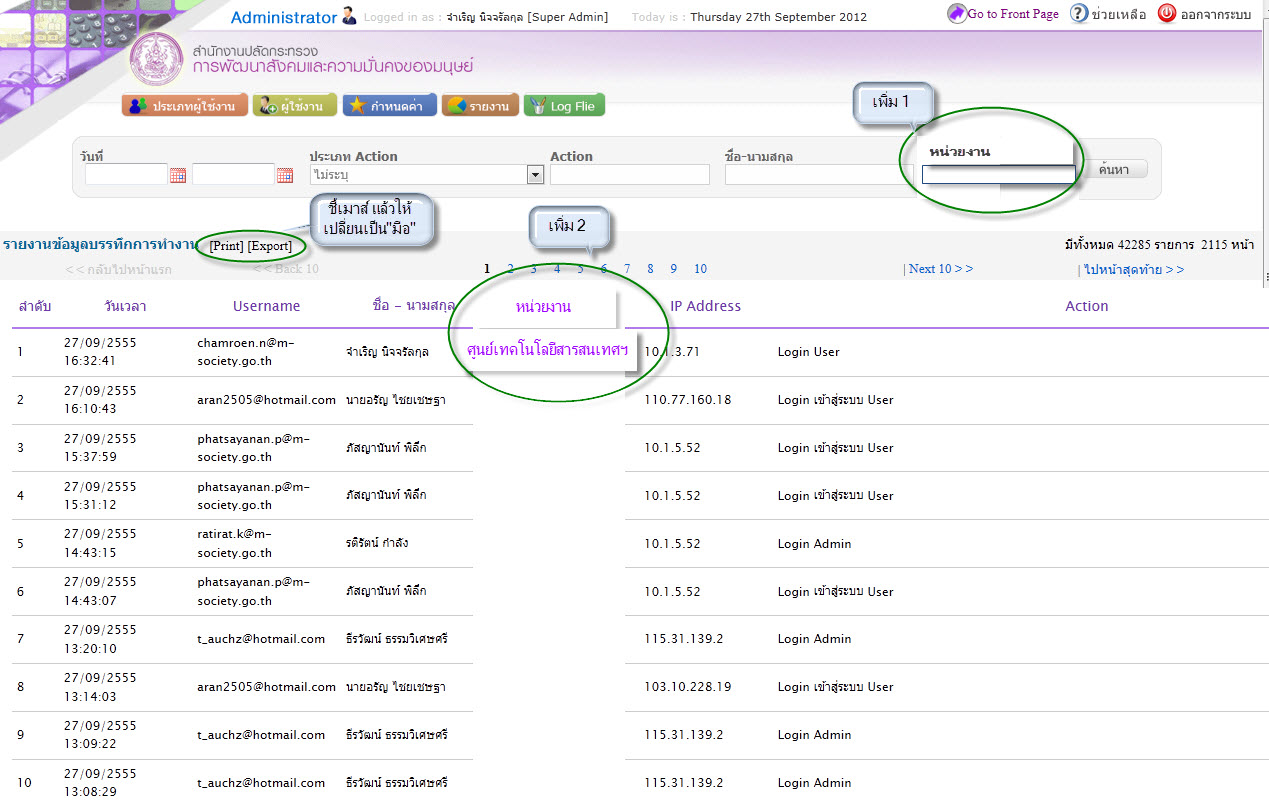 Administrator Logged in as : จำเริญ นิจจรัลกุล [Super Admin] Today is : Thursday 27th September 2012 Go to Front Page ช่วยเหลือ ออกจากระบบ
สำนักงานปลัดกระทรวง
การพัฒนาสังคมและความมั่นคงของมนุษย์
ประเภทผู้ใช้งาน ผู้ใช้งาน กำหนดค่า รายงาน Log Flie
เพิ่ม 1
วันที่ ประเภท Action Action ชื่อ-นามสกุล หน่วยงาน
ไม่ระบุ ค้นหา
ชี้เมาส์ แล้วให้
เปลี่ยนเป็น"มือ"
เพิ่ม 2
รายงานข้อมูลบรรทึกการทำงาน [Print] [Export] มีทั้งหมด 42285 รายการ 2115 หน้า
<< กลับไปหน้าแรก << Back 10 1 2 3 4 5 6 7 8 9 10 | Next 10 >> | ไปหน้าสุดท้าย >>
ลำดับ วันเวลา Username ชื่อ – นามสกุล หน่วยงาน IP Address Action
1 27/09/2555 16:32:41 chamroen.n@m-society.go.th จำเริญ นิจจรัลกุล ศูนย์เทคโนโลยีสารสนเทศฯ 10.1.3.71 Login User
2 27/09/2555 16:10:43 aran2505@hotmail.com นายอรัญ ไชยเชษฐา 110.77.160.18 Login เข้าสู่ระบบ User
3 27/09/2555 15:37:59 phatsayanan.p@m-society.go.th ภัสญานันท์ พิลึก 10.1.5.52 Login เข้าสู่ระบบ User
4 27/09/2555 15:31:12 phatsayanan.p@m-society.go.th ภัสญานันท์ พิลึก 10.1.5.52 Login เข้าสู่ระบบ User
5 27/09/2555 14:43:15 ratirat.k@m-society.go.th รติรัตน์ กำลัง 10.1.5.52 Login Admin
6 27/09/2555 14:43:07 phatsayanan.p@m-society.go.th ภัสญานันท์ พิลึก 10.1.5.52 Login เข้าสู่ระบบ User
7 27/09/2555 13:20:10 t_auchz@hotmail.com ธีรวัฒน์ ธรรมวิเศษศรี 115.31.139.2 Login Admin
8 27/09/2555 13:14:03 aran2505@hotmail.com นายอรัญ ไชยเชษฐา 103.10.228.19 Login เข้าสู่ระบบ User
9 27/09/2555 13:09:22 t_auchz@hotmail.com ธีรวัฒน์ ธรรมวิเศษศรี 115.31.139.2 Login Admin
10 27/09/2555 13:08:29 t_auchz@hotmail.com ธีรวัฒน์ ธรรมวิเศษศรี 115.31.139.2 Login Admin